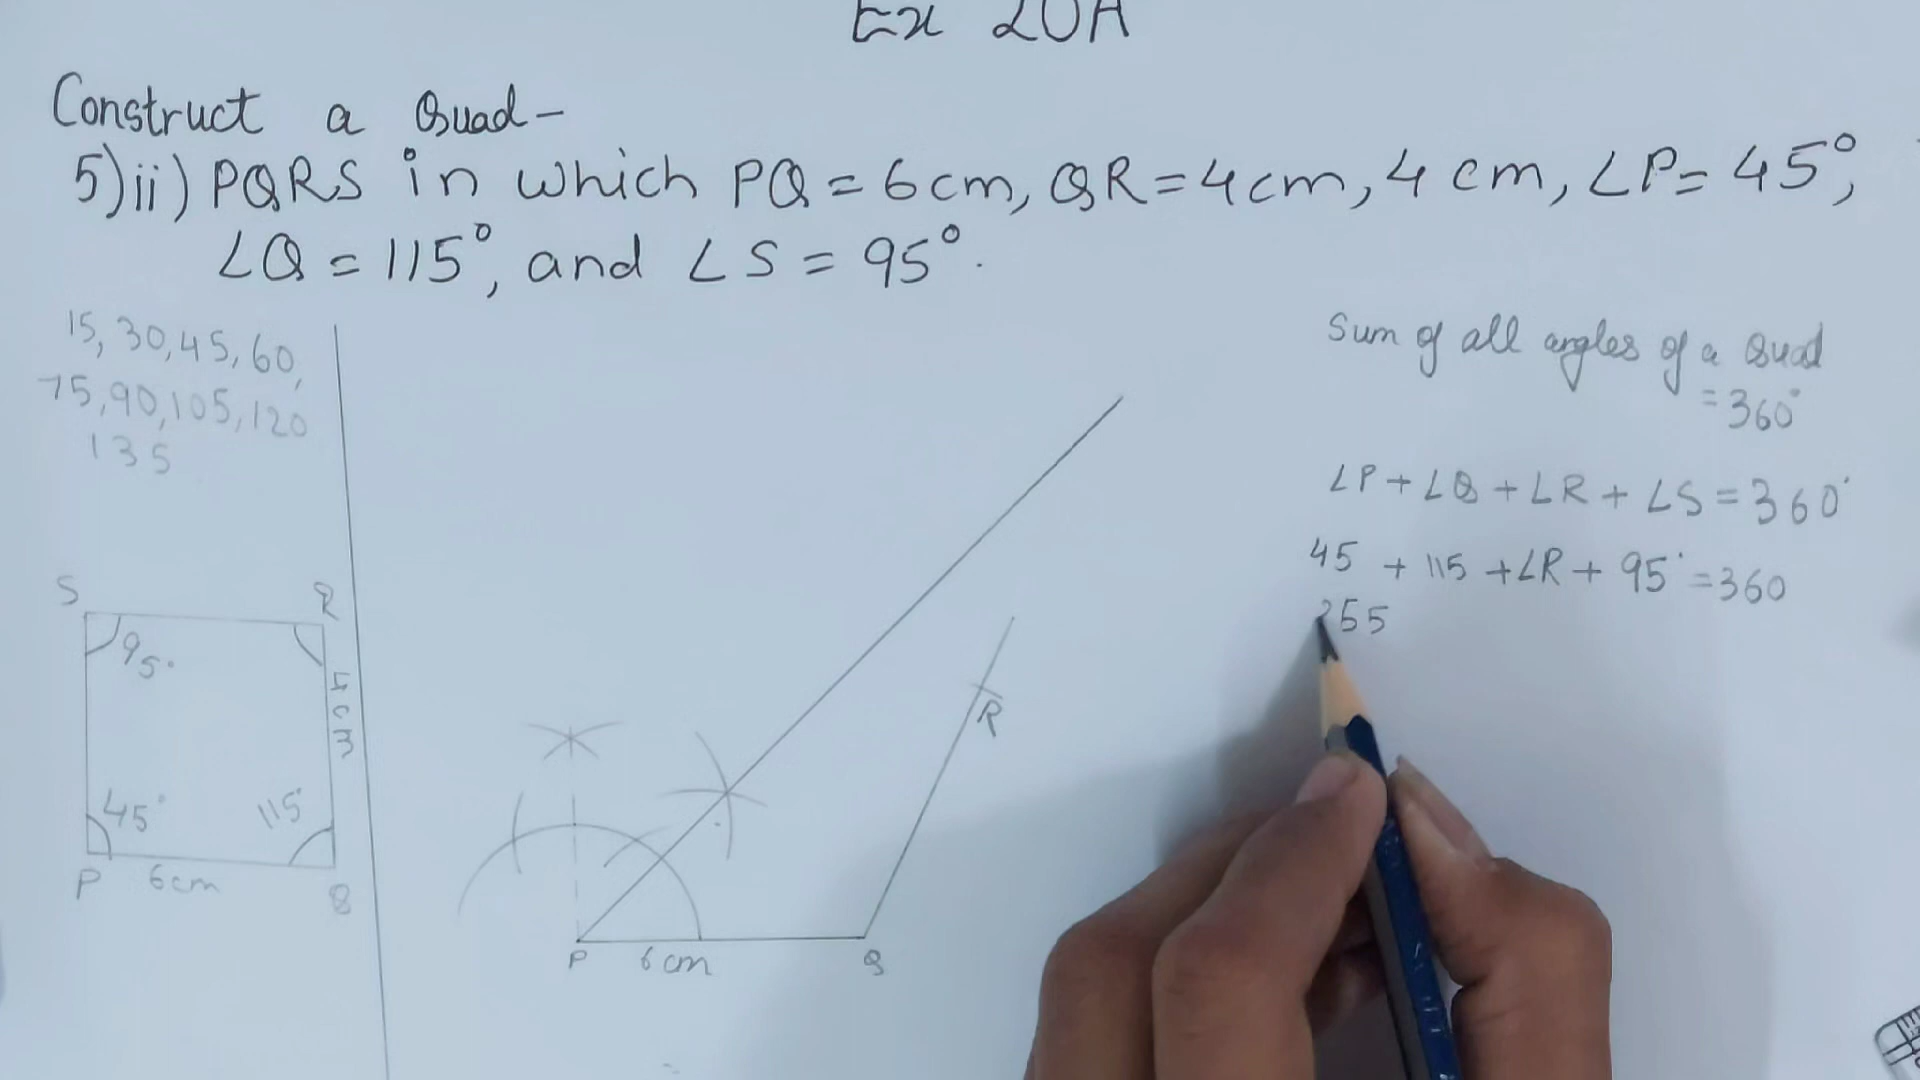 Ex 20A
Construct a Quad-
5)ii) PQRS in which PQ = 6cm, QR = 4cm, 4 cm, ∠P = 45°,
∠Q = 115°, and ∠S = 95°.
15, 30, 45, 60,
75, 90, 105, 120
135
S R
95°
4cm
45° 115°
P 6cm Q
R
P 6cm Q
Sum of all angles of a Quad
= 360°
∠P + ∠Q + ∠R + ∠S = 360°
45 + 115 + ∠R + 95° = 360
255